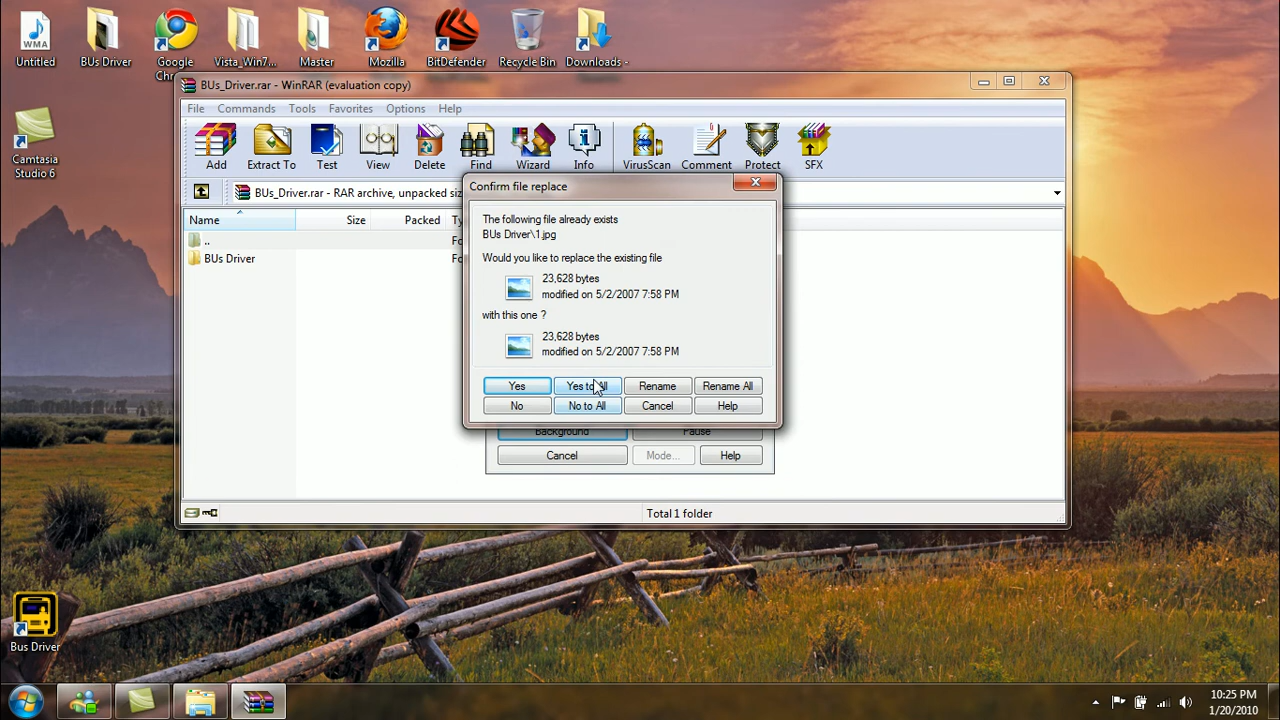 WMA
Untitled
BUs Driver
Google
Vista_Win7...
Master
Mozilla
BitDefender
Recycle Bin
Downloads -
Camtasia
Studio 6
BUs_Driver.rar - WinRAR (evaluation copy)
File Commands Tools Favorites Options Help
Add Extract To Test View Delete Find Wizard Info VirusScan Comment Protect SFX
BUs_Driver.rar - RAR archive, unpacked
Name Size Packed
..
BUs Driver
Confirm file replace
The following file already exists
BUs Driver\1.jpg
Would you like to replace the existing file
23,628 bytes
modified on 5/2/2007 7:58 PM
with this one ?
23,628 bytes
modified on 5/2/2007 7:58 PM
Yes Yes to All Rename Rename All
No No to All Cancel Help
Background Pause
Cancel Mode... Help
Total 1 folder
Bus Driver
10:25 PM
1/20/2010